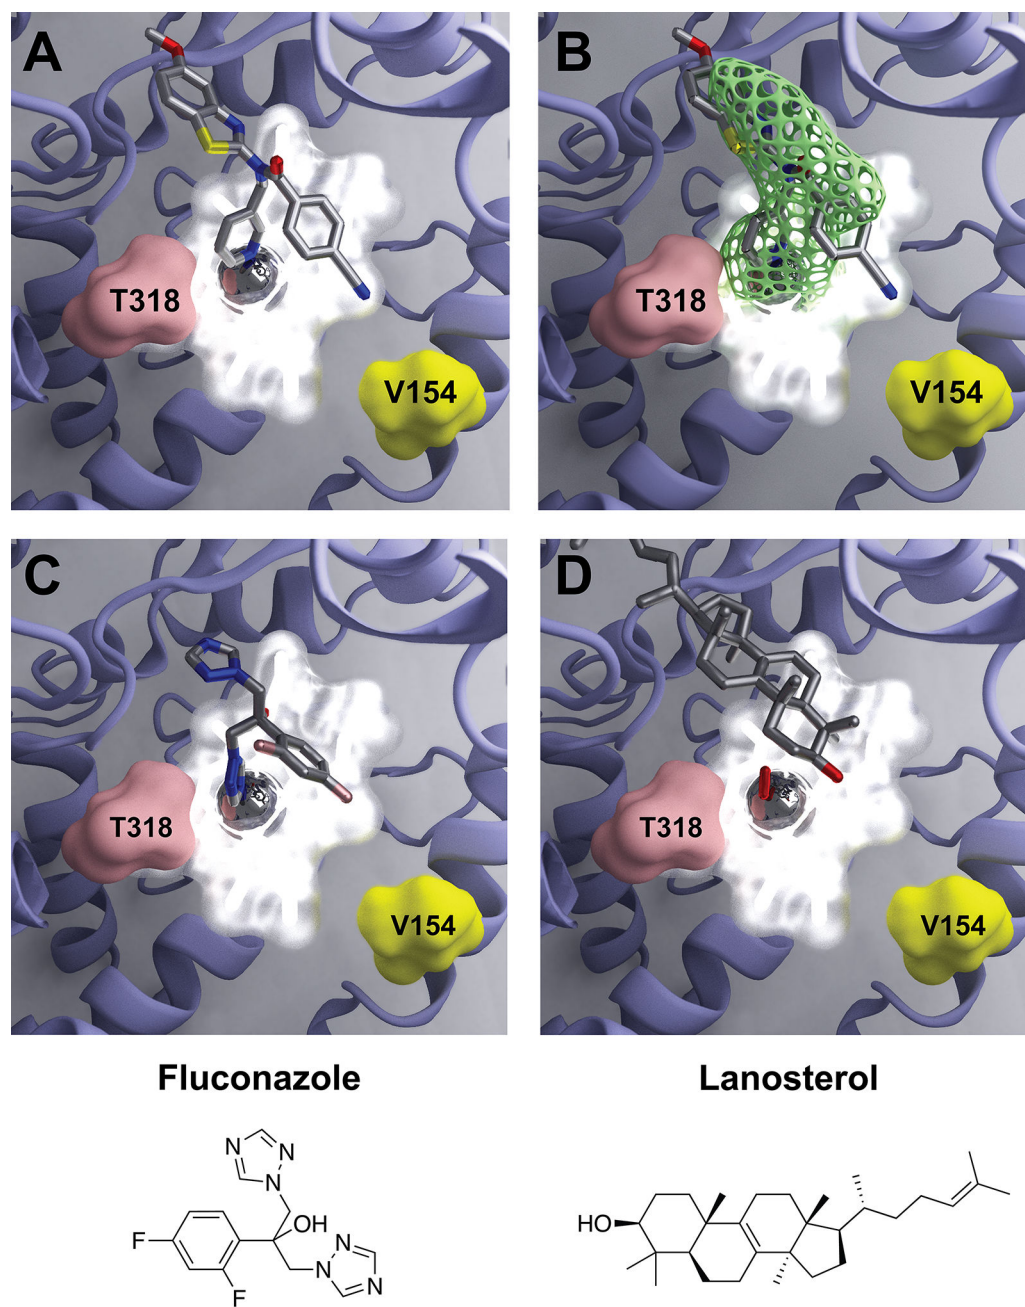 A
B
T318
T318
V154
V154
C
D
T318
T318
V154
V154
Fluconazole
Lanosterol
N
N
N
OH
F
N
N
N
F
HO